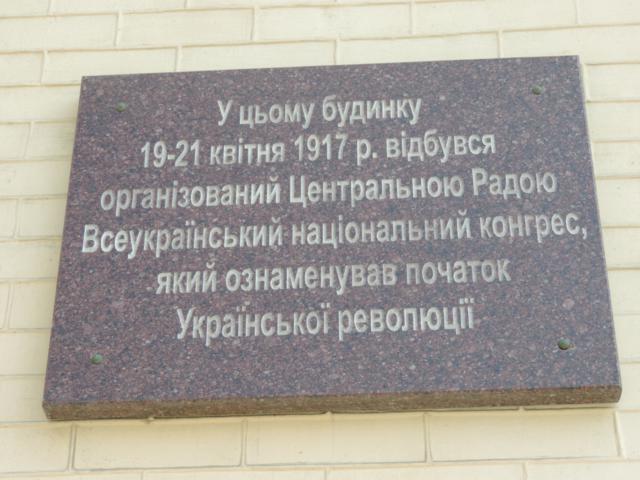 У цьому будинку
19-21 квітня 1917 р. відбувся
організований Центральною Радою
Всеукраїнський національний конгрес,
який ознаменував початок
Української революції